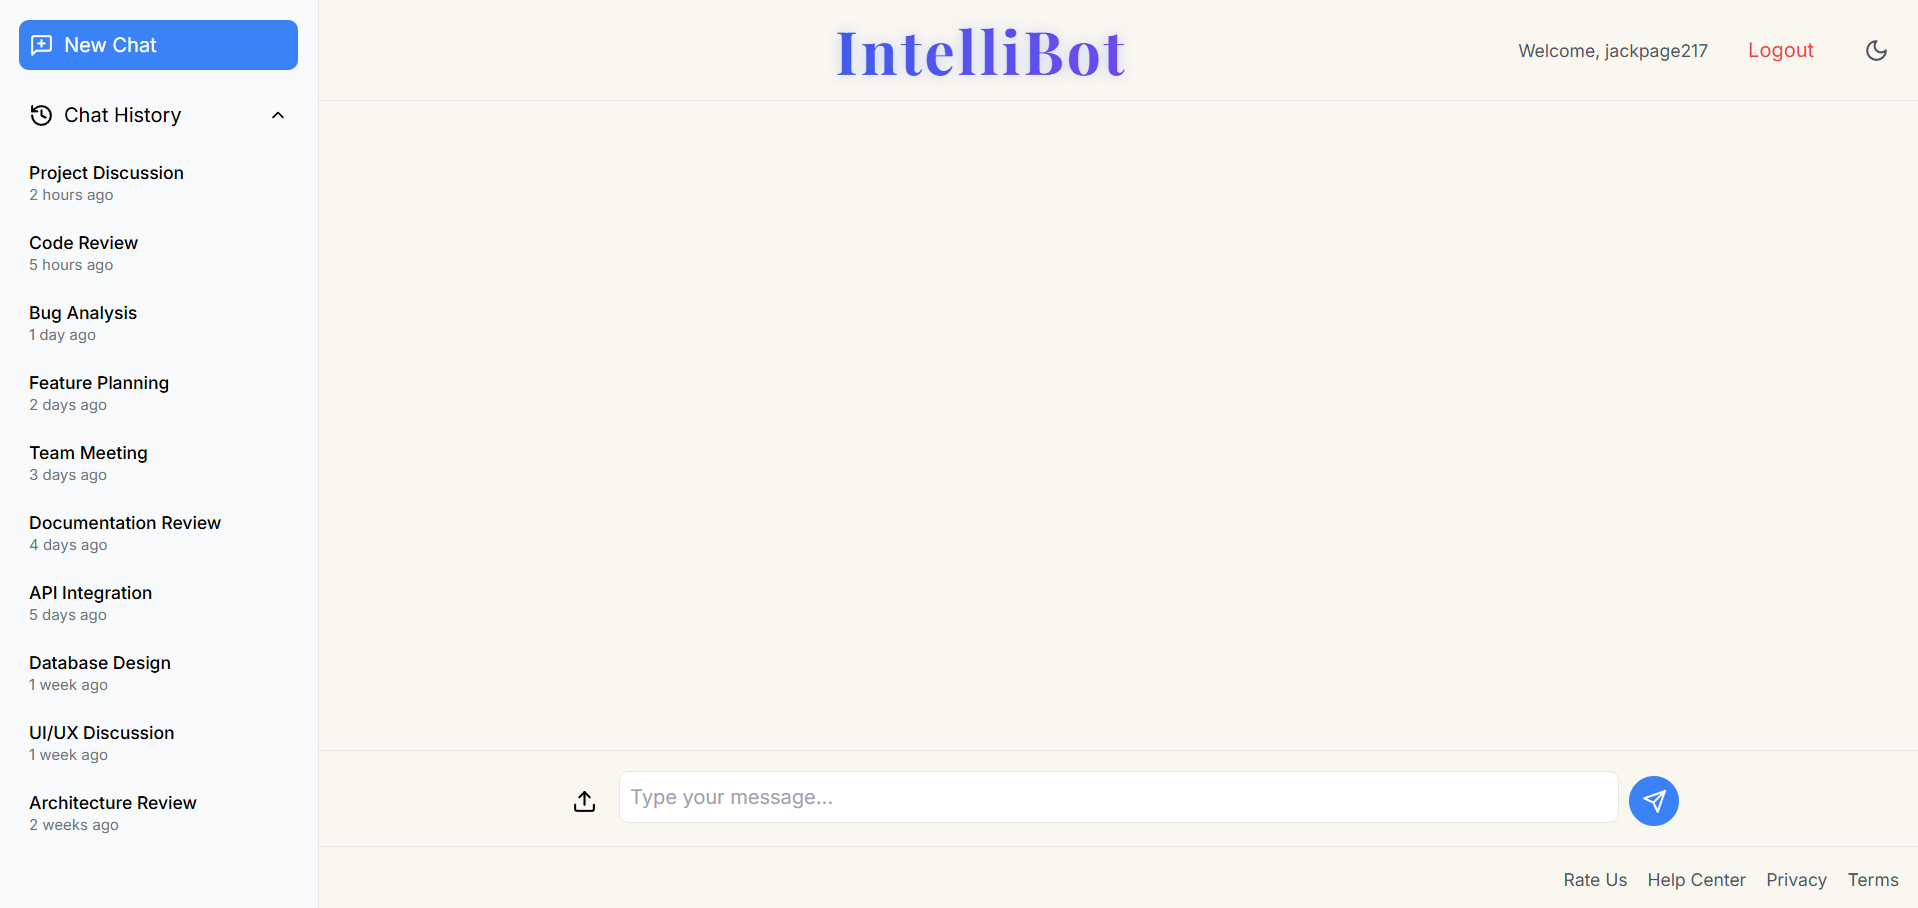 New Chat
Chat History
Project Discussion
2 hours ago
Code Review
5 hours ago
Bug Analysis
1 day ago
Feature Planning
2 days ago
Team Meeting
3 days ago
Documentation Review
4 days ago
API Integration
5 days ago
Database Design
1 week ago
UI/UX Discussion
1 week ago
Architecture Review
2 weeks ago
IntelliBot
Welcome, jackpage217
Logout
Type your message...
Rate Us
Help Center
Privacy
Terms